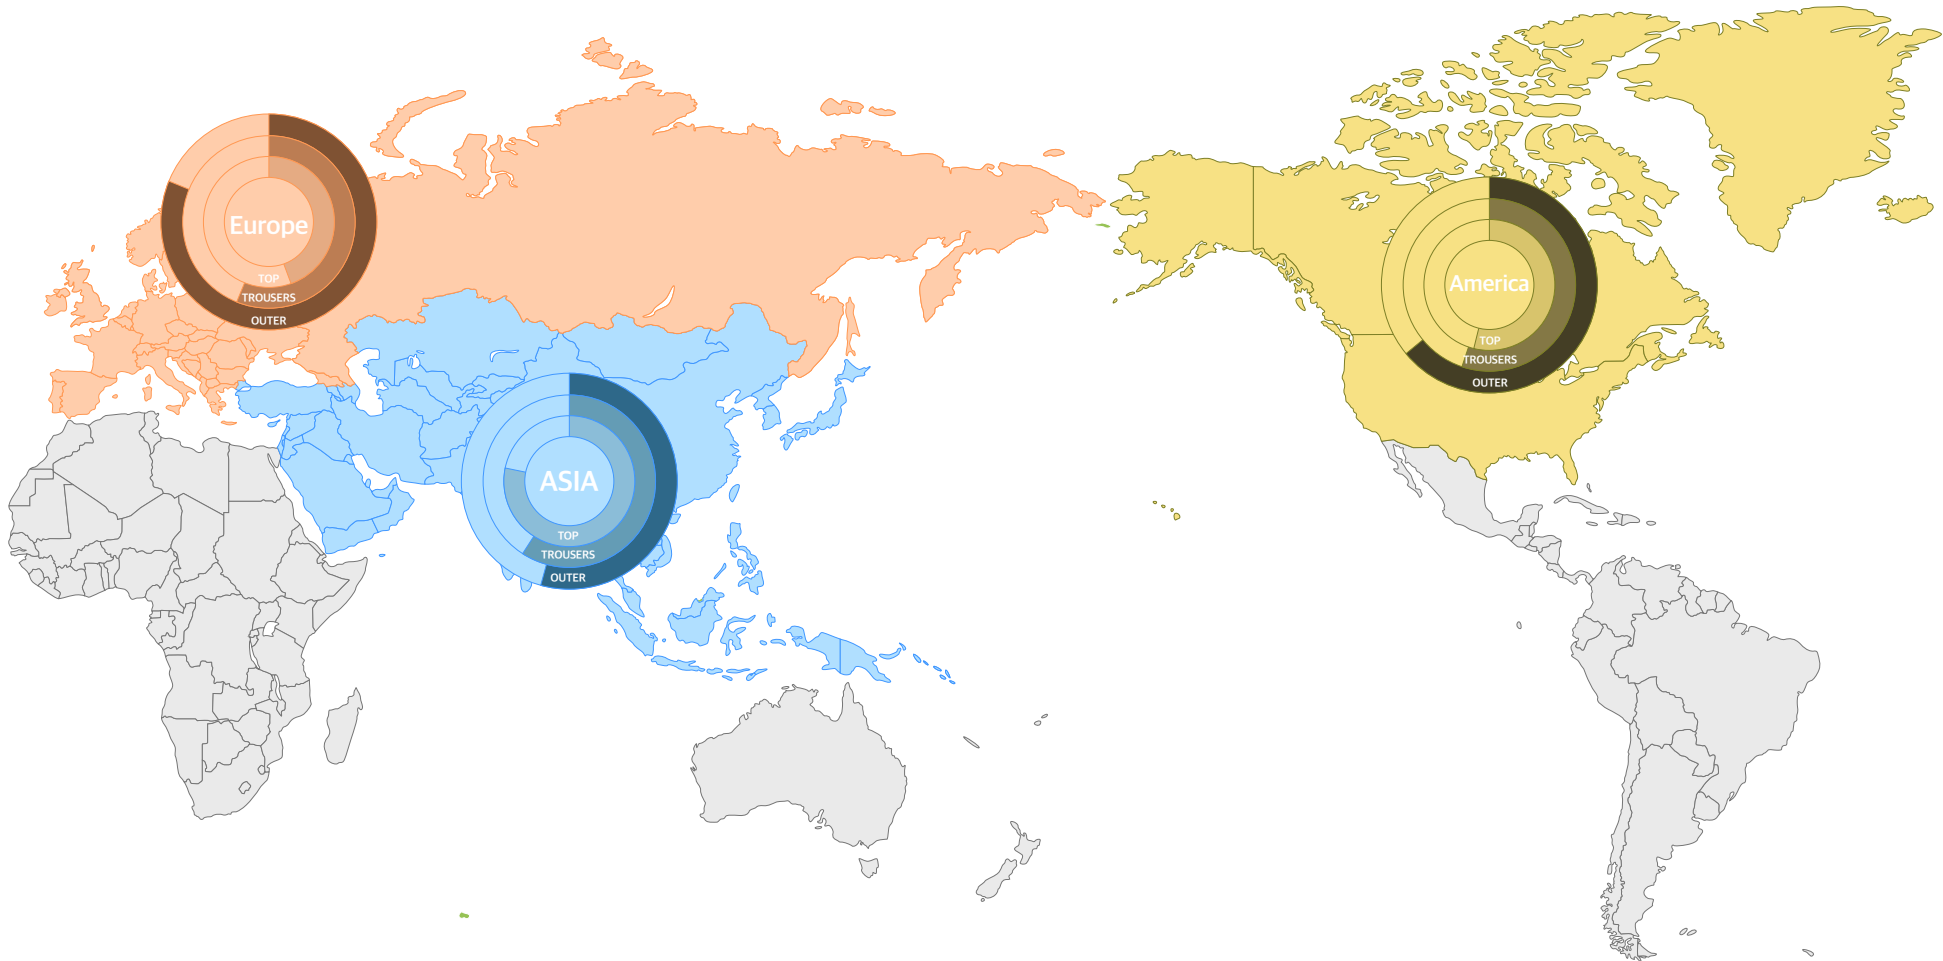 Europe
TOP
TROUSERS
OUTER
America
TOP
TROUSERS
OUTER
ASIA
TOP
TROUSERS
OUTER